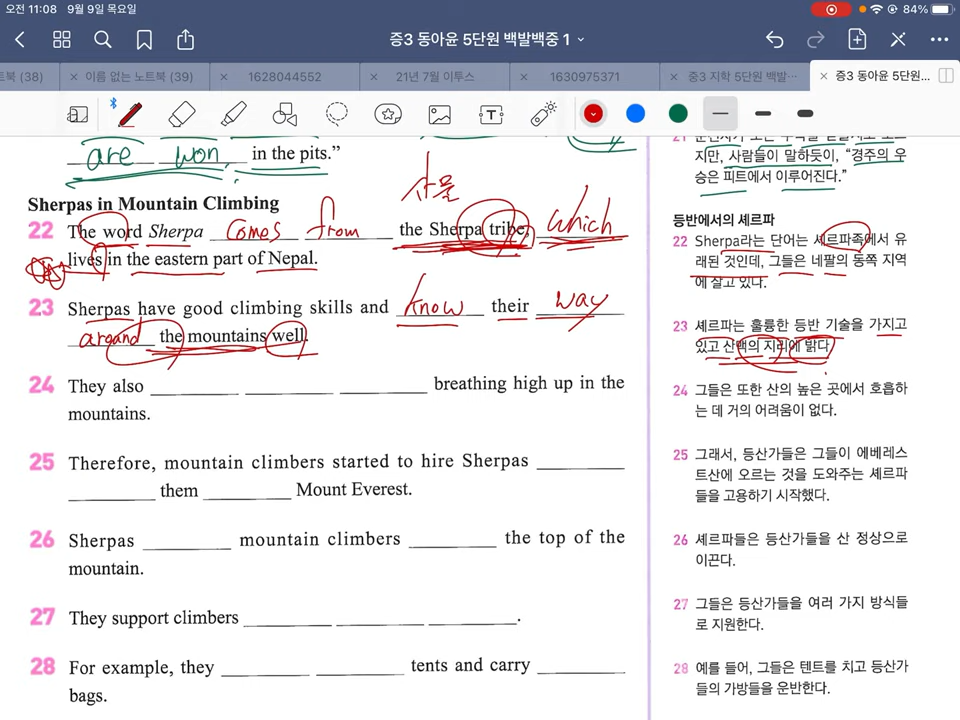 오전 11:08 9월 9일 목요일
84%
증3 동아윤 5단원 백발백중 1
트북 (38)
이름 없는 노트북 (39)
1628044552
21년 7월 이투스
1630975371
중3 지학 5단원 백발···
증3 동아윤 5단원...
are won, in the pits.”
지만, 사람들이 말하듯이, “경주의 우
승은 피트에서 이루어진다.”
Sherpas in Mountain Climbing
사물
22 The word Sherpa comes from the Sherpa tribe, which
lives in the eastern part of Nepal.
23 Sherpas have good climbing skills and know their way
around the mountains well.
24 They also ________ ________ ________ breathing high up in the
mountains.
25 Therefore, mountain climbers started to hire Sherpas ________
________ them ________ Mount Everest.
26 Sherpas ________ mountain climbers ________ the top of the
mountain.
27 They support climbers ________ ________ ________.
28 For example, they ________ ________ tents and carry ________
bags.
등반에서의 셰르파
22 Sherpa라는 단어는 셰르파족에서 유
래된 것인데, 그들은 네팔의 동쪽 지역
에 잘고 있다.
23 셰르파는 훌륭한 등반 기술을 가지고
있고 산맥의 지리에 밝다.
24 그들은 또한 산의 높은 곳에서 호흡하
는 데 거의 어려움이 없다.
25 그래서, 등산가들은 그들이 에베레스
트산에 오르는 것을 도와주는 셰르파
들을 고용하기 시작했다.
26 셰르파들은 등산가들을 산 정상으로
이끈다.
27 그들은 등산가들을 여러 가지 방식들
로 지원한다.
28 예를 들어, 그들은 텐트를 치고 등산가
들의 가방들을 운반한다.